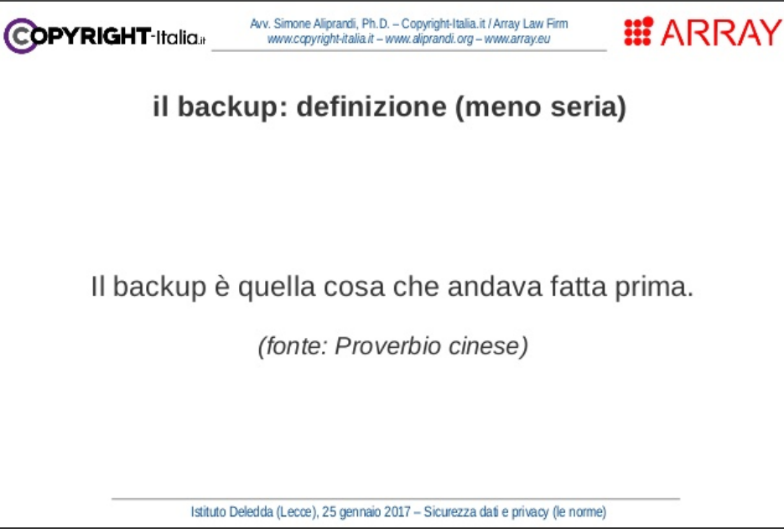 COPYRIGHT-Italia.it
Avv. Simone Aliprandi, Ph.D. – Copyright-Italia.it / Array Law Firm
www.copyright-italia.it – www.aliprandi.org – www.array.eu
ARRAY
il backup: definizione (meno seria)
Il backup è quella cosa che andava fatta prima.
(fonte: Proverbio cinese)
Istituto Deledda (Lecce), 25 gennaio 2017 – Sicurezza dati e privacy (le norme)